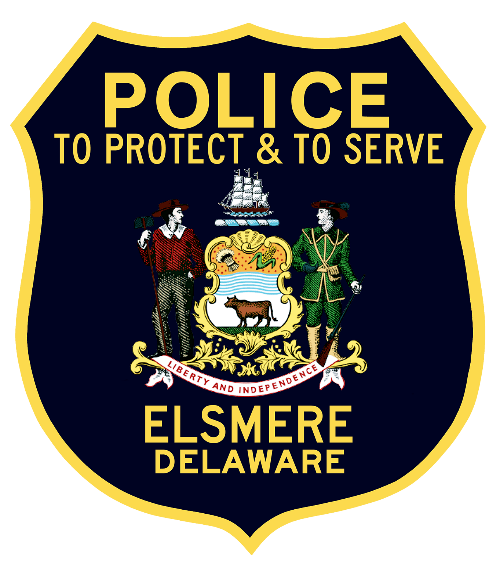 POLICE
TO PROTECT & TO SERVE
LIBERTY AND INDEPENDENCE
ELSMERE
DELAWARE